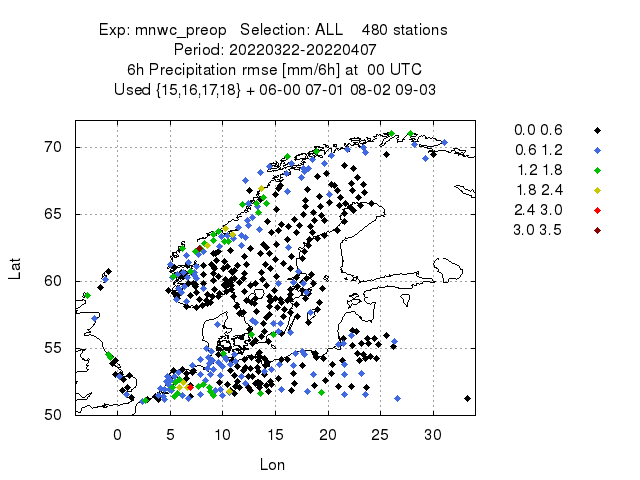 Exp: mnwc_preop   Selection: ALL    480 stations
Period: 20220322-20220407
6h Precipitation rmse [mm/6h] at  00 UTC
Used {15,16,17,18} + 06-00 07-01 08-02 09-03
0.0 0.6
0.6 1.2
1.2 1.8
1.8 2.4
2.4 3.0
3.0 3.5
70
65
60
55
50
Lat
0 5 10 15 20 25 30
Lon